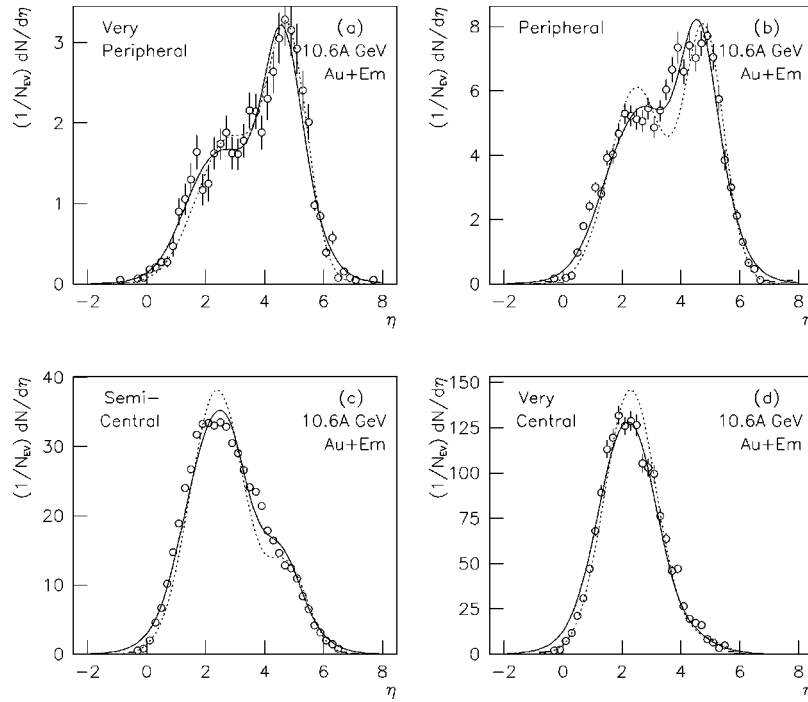 (1/N_EV) dN/dη
Very
Peripheral
(a)
10.6A GeV
Au+Em
3
2
1
0
−2 0 2 4 6 8
η
(1/N_EV) dN/dη
Peripheral
(b)
10.6A GeV
Au+Em
8
6
4
2
0
−2 0 2 4 6 8
η
(1/N_EV) dN/dη
Semi−
Central
(c)
10.6A GeV
Au+Em
40
30
20
10
0
−2 0 2 4 6 8
η
(1/N_EV) dN/dη
Very
Central
(d)
10.6A GeV
Au+Em
150
125
100
75
50
25
0
−2 0 2 4 6 8
η